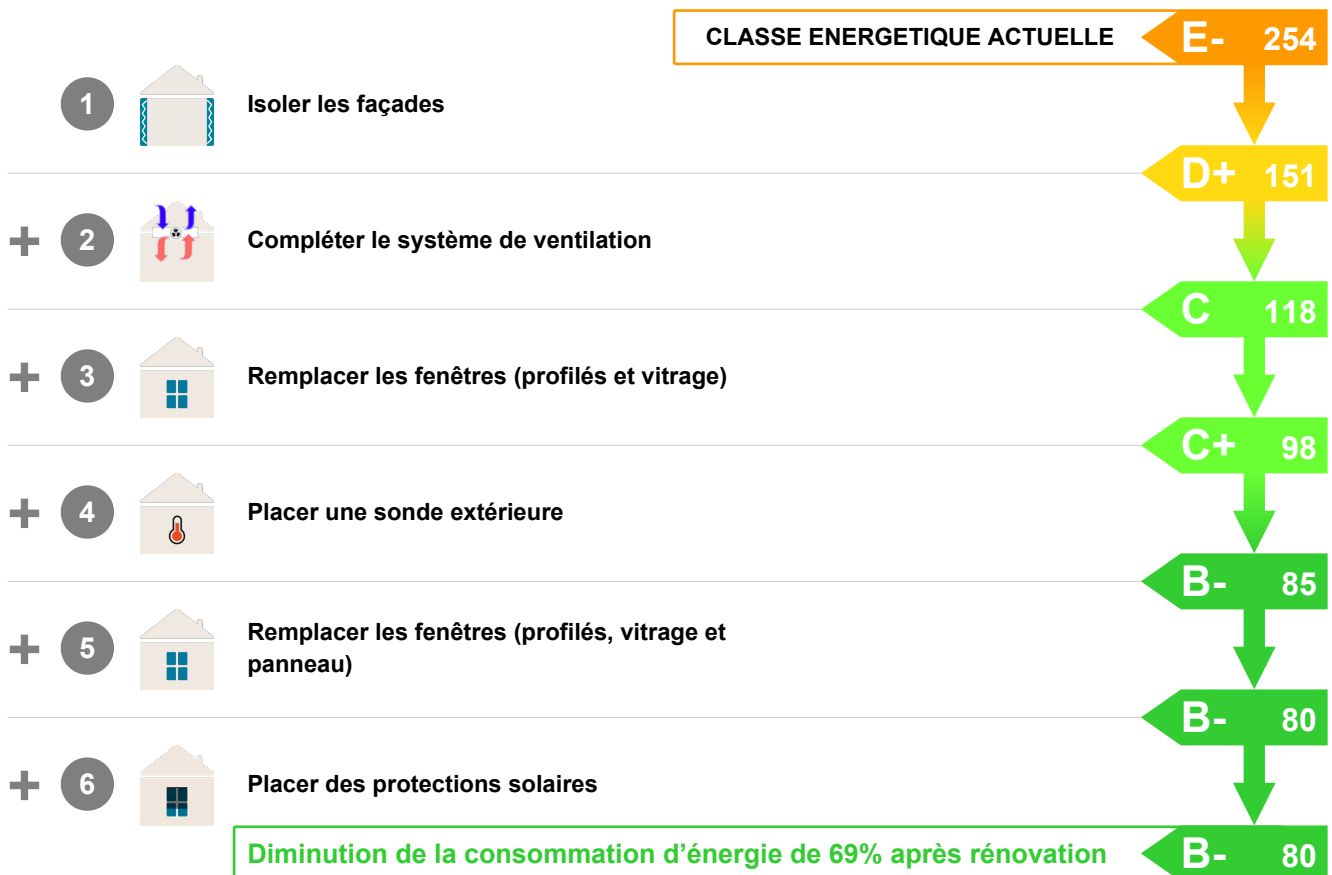 CLASSE ENERGETIQUE ACTUELLE E- 254
1 Isoler les façades
D+ 151
+ 2 Compléter le système de ventilation
C 118
+ 3 Remplacer les fenêtres (profilés et vitrage)
C+ 98
+ 4 Placer une sonde extérieure
B- 85
+ 5 Remplacer les fenêtres (profilés, vitrage et
panneau)
B- 80
+ 6 Placer des protections solaires
Diminution de la consommation d’énergie de 69% après rénovation B- 80